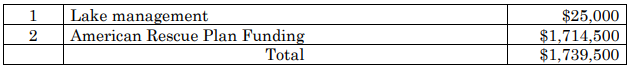 1 Lake management $25,000
2 American Rescue Plan Funding $1,714,500
Total $1,739,500